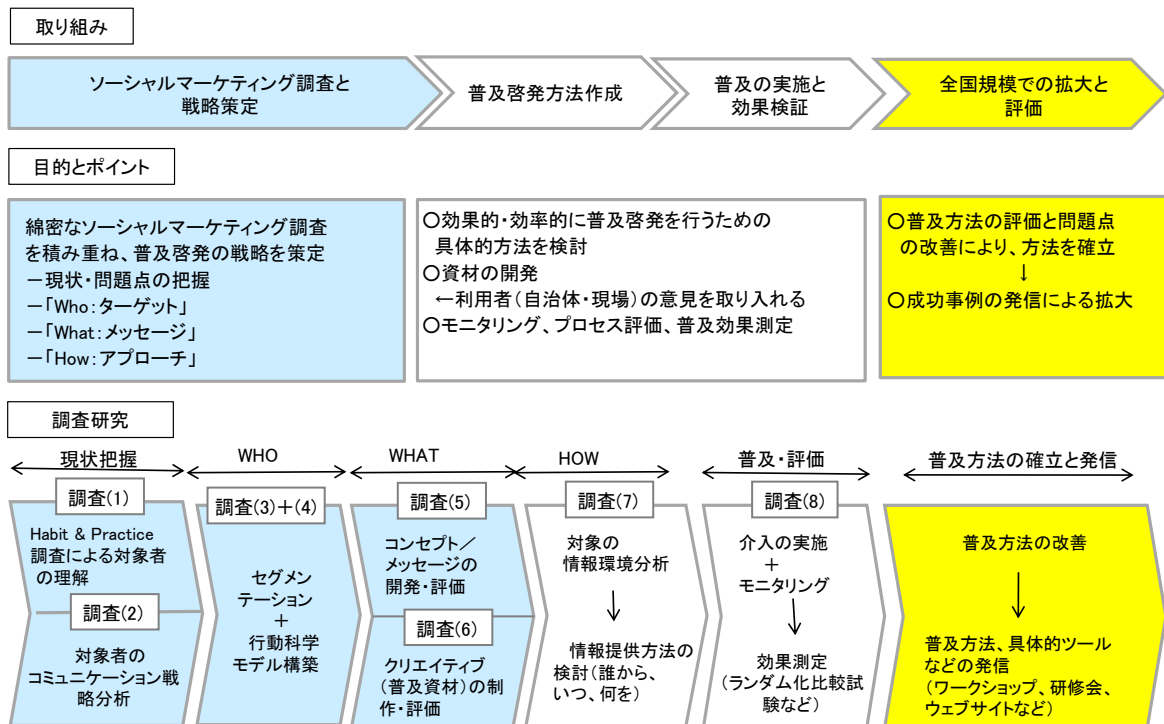 取り組み
ソーシャルマーケティング調査と
戦略策定
普及啓発方法作成
普及の実施と
効果検証
全国規模での拡大と
評価
目的とポイント
綿密なソーシャルマーケティング調査
を積み重ね、普及啓発の戦略を策定
－現状・問題点の把握
－「Who：ターゲット」
－「What：メッセージ」
－「How：アプローチ」
○効果的・効率的に普及啓発を行うための
具体的方法を検討
○資材の開発
←利用者（自治体・現場）の意見を取り入れる
○モニタリング、プロセス評価、普及効果測定
○普及方法の評価と問題点
の改善により、方法を確立
↓
○成功事例の発信による拡大
調査研究
現状把握
WHO
WHAT
HOW
普及・評価
普及方法の確立と発信
調査(1)
Habit & Practice
調査による対象者
の理解
調査(2)
対象者の
コミュニケーション戦
略分析
調査(3)＋(4)
セグメン
テーション
＋
行動科学
モデル構築
調査(5)
コンセプト／
メッセージの
開発・評価
調査(6)
クリエイティブ
(普及資材)の制
作・評価
調査(7)
対象の
情報環境分析
情報提供方法の
検討(誰から、
いつ、何を)
調査(8)
介入の実施
＋
モニタリング
効果測定
(ランダム化比較試
験など)
普及方法の改善
普及方法、具体的ツール
などの発信
(ワークショップ、研修会、
ウェブサイトなど)